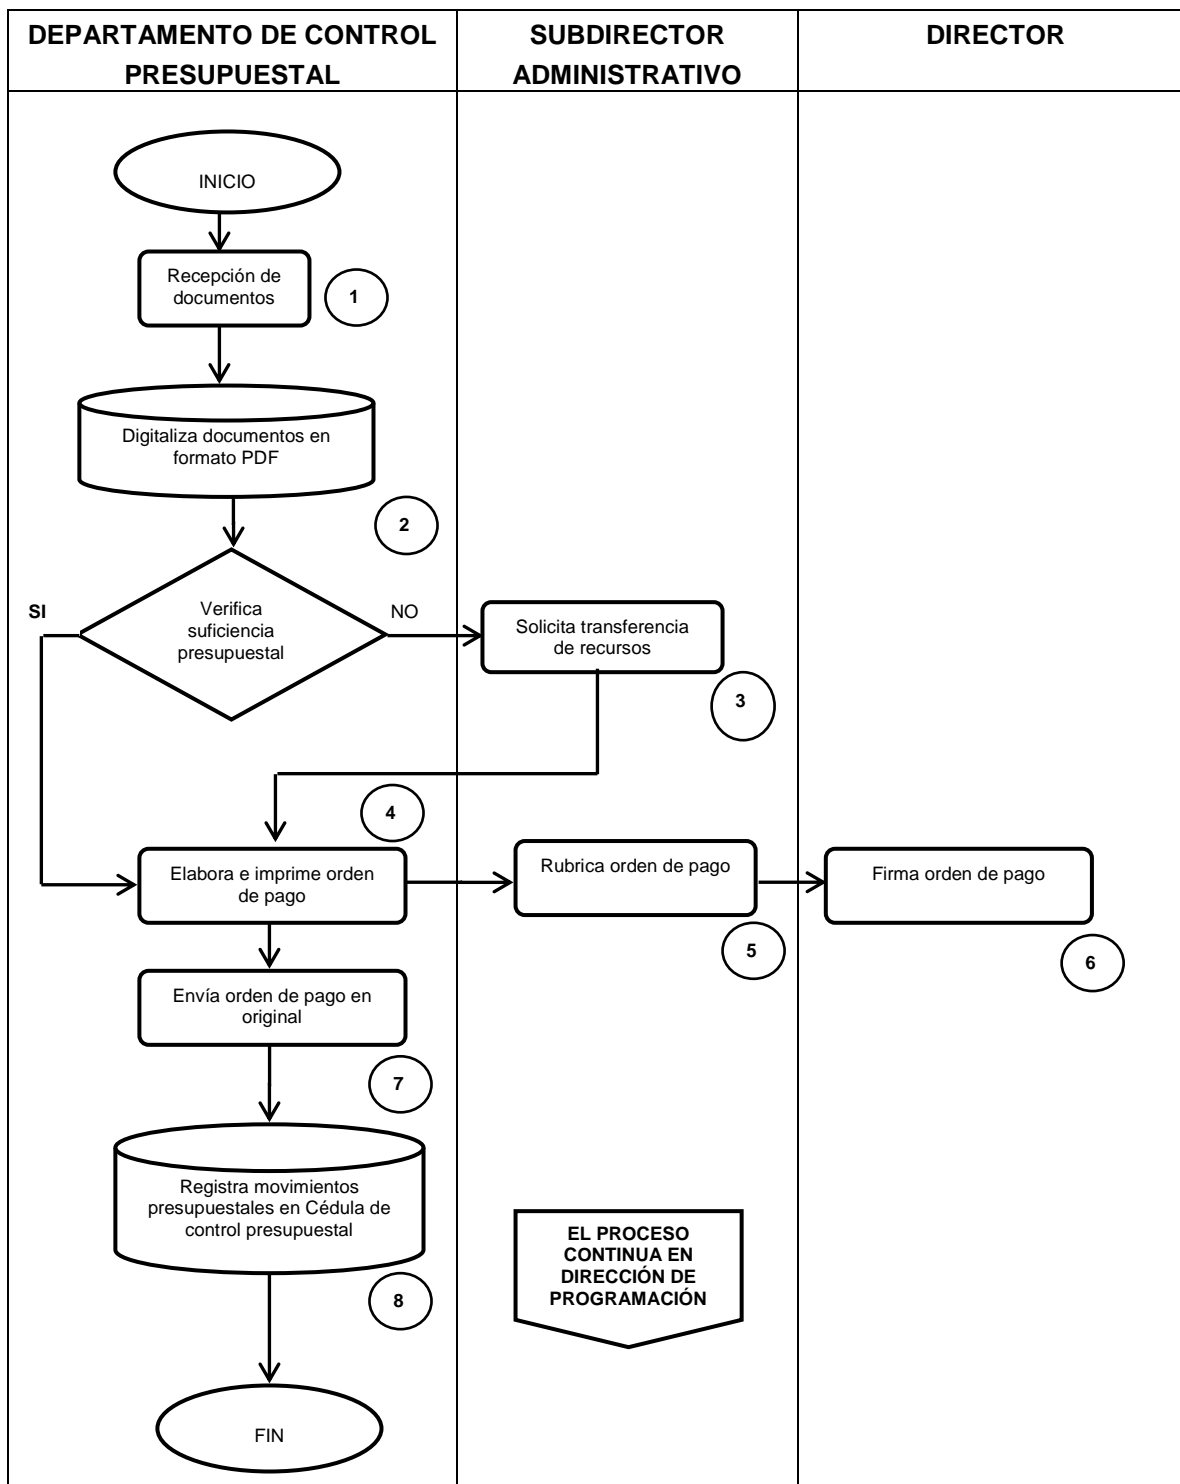 DEPARTAMENTO DE CONTROL
PRESUPUESTAL
SUBDIRECTOR
ADMINISTRATIVO
DIRECTOR
INICIO
Recepción de
documentos
1
Digitaliza documentos en
formato PDF
2
SI
Verifica
suficiencia
presupuestal
NO
Solicita transferencia
de recursos
3
4
Elabora e imprime orden
de pago
Rubrica orden de pago
5
Firma orden de pago
6
Envía orden de pago en
original
7
Registra movimientos
presupuestales en Cédula de
control presupuestal
8
EL PROCESO
CONTINUA EN
DIRECCIÓN DE
PROGRAMACIÓN
FIN